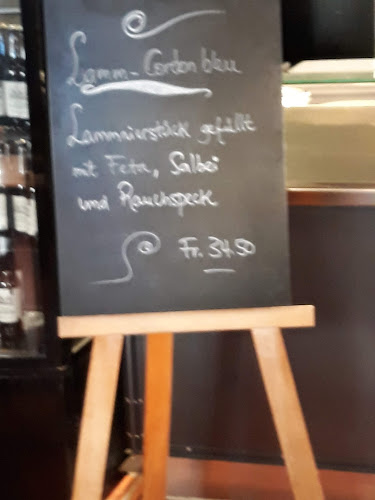 Lamm-Cordon bleu
Lammnierstück gefüllt
mit Feta, Salbei
und Rauchspeck
Fr. 34.50